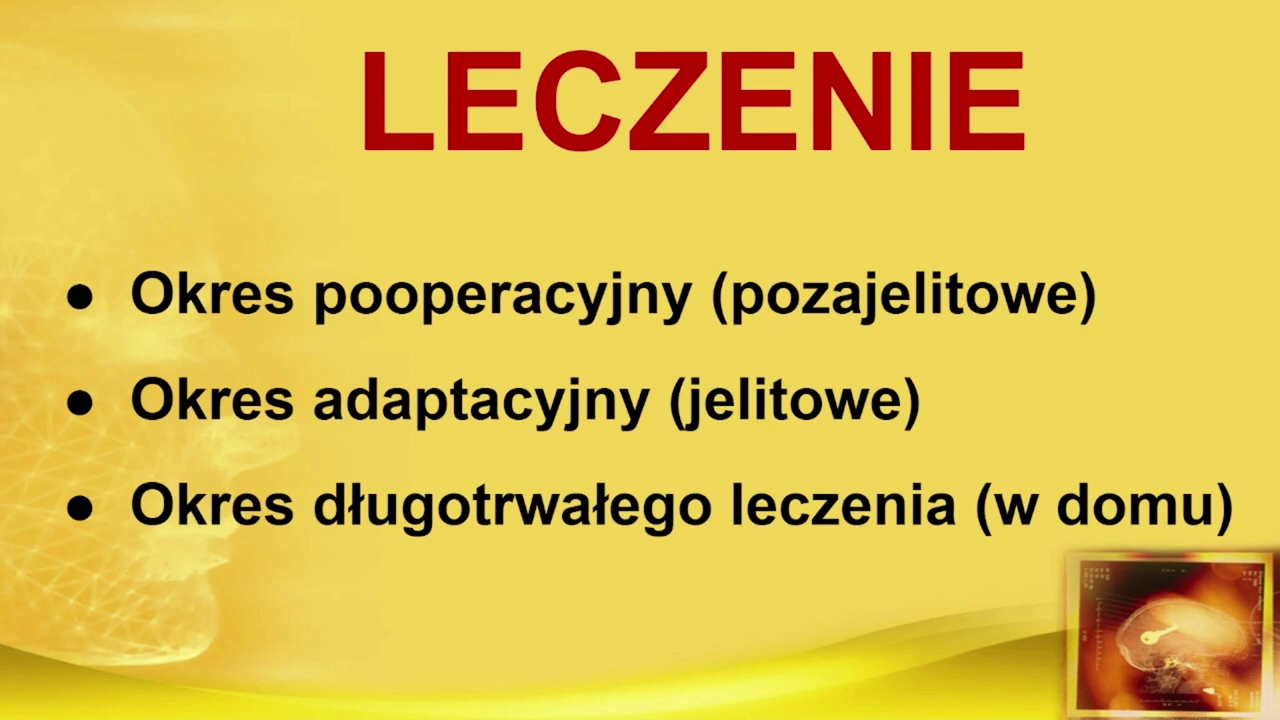 LECZENIE
● Okres pooperacyjny (pozajelitowe)
● Okres adaptacyjny (jelitowe)
● Okres długotrwałego leczenia (w domu)